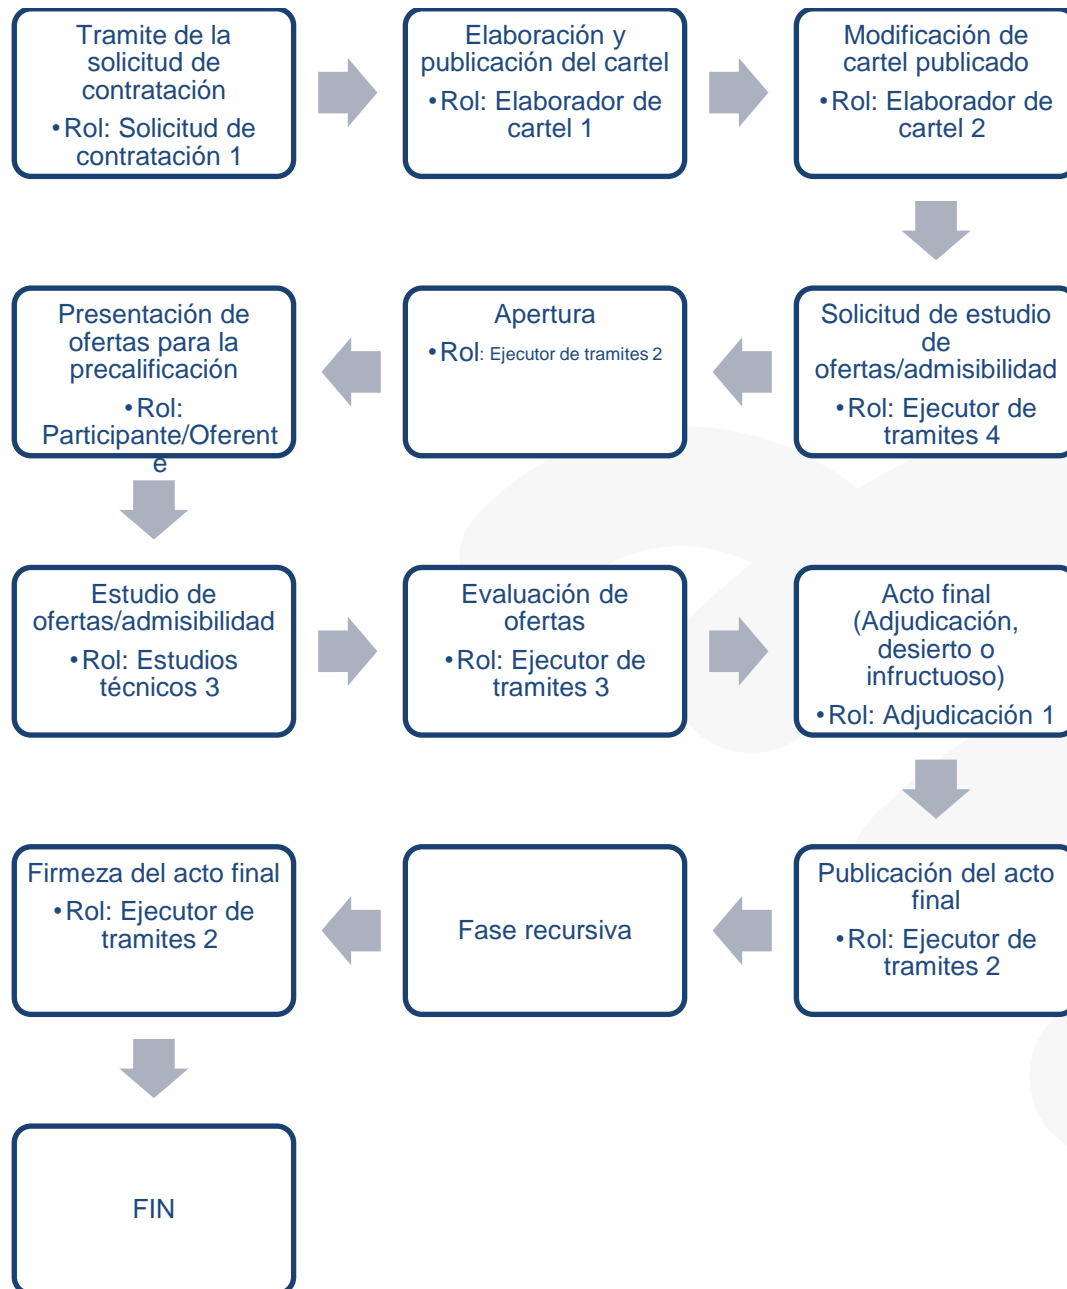 Tramite de la
solicitud de
contratación
•Rol: Solicitud de
contratación 1
Elaboración y
publicación del cartel
•Rol: Elaborador de
cartel 1
Modificación de
cartel publicado
•Rol: Elaborador de
cartel 2
Solicitud de estudio
de
ofertas/admisibilidad
•Rol: Ejecutor de
tramites 4
Apertura
•Rol: Ejecutor de tramites 2
Presentación de
ofertas para la
precalificación
•Rol:
Participante/Oferent
e
Estudio de
ofertas/admisibilidad
•Rol: Estudios
técnicos 3
Evaluación de
ofertas
•Rol: Ejecutor de
tramites 3
Acto final
(Adjudicación,
desierto o
infructuoso)
•Rol: Adjudicación 1
Publicación del acto
final
•Rol: Ejecutor de
tramites 2
Fase recursiva
Firmeza del acto final
•Rol: Ejecutor de
tramites 2
FIN